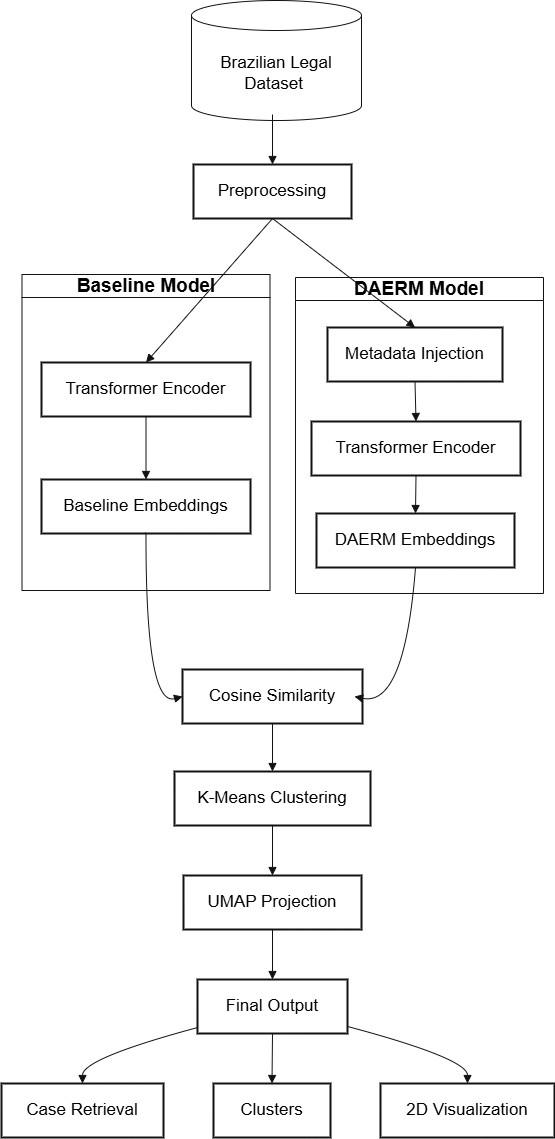 Brazilian Legal
Dataset
Preprocessing
Baseline Model
Transformer Encoder
Baseline Embeddings
DAERM Model
Metadata Injection
Transformer Encoder
DAERM Embeddings
Cosine Similarity
K-Means Clustering
UMAP Projection
Final Output
Case Retrieval
Clusters
2D Visualization